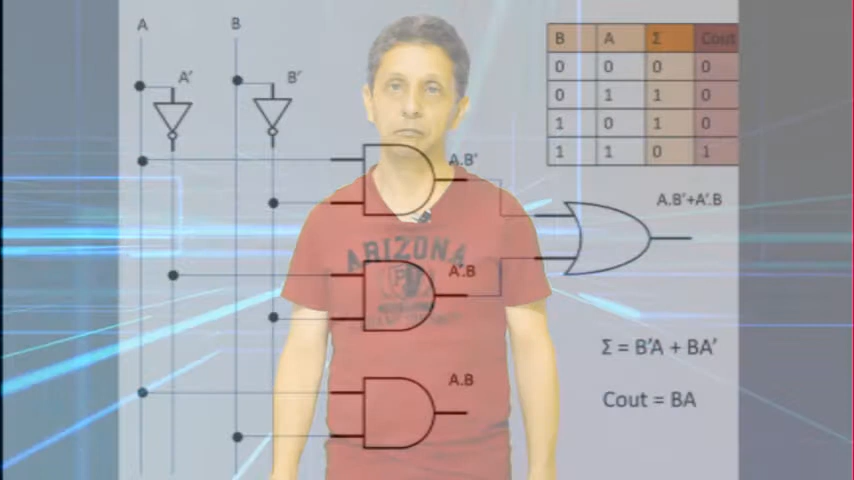 A B
A' B'
B A Σ Cout
0 0 0 0
0 1 1 0
1 0 1 0
1 1 0 1
A.B'
A.B'+A'.B
ARIZONA
A'.B
Σ = B'A + BA'
A.B
Cout = BA